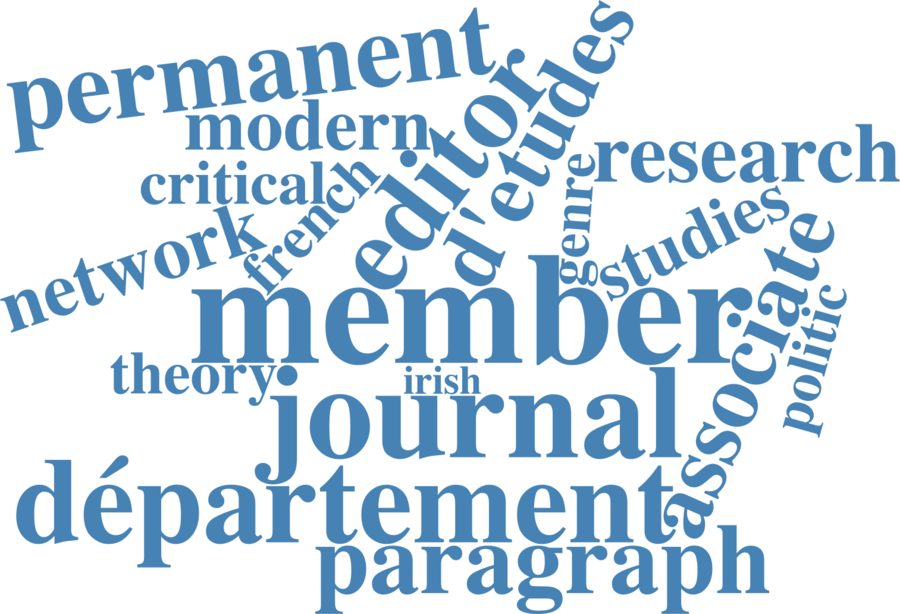 permanent
modern
editor
d'etudes
research
critical
french
genre
studies
network
member
associate
politic
theory
irish
journal
département
paragraph